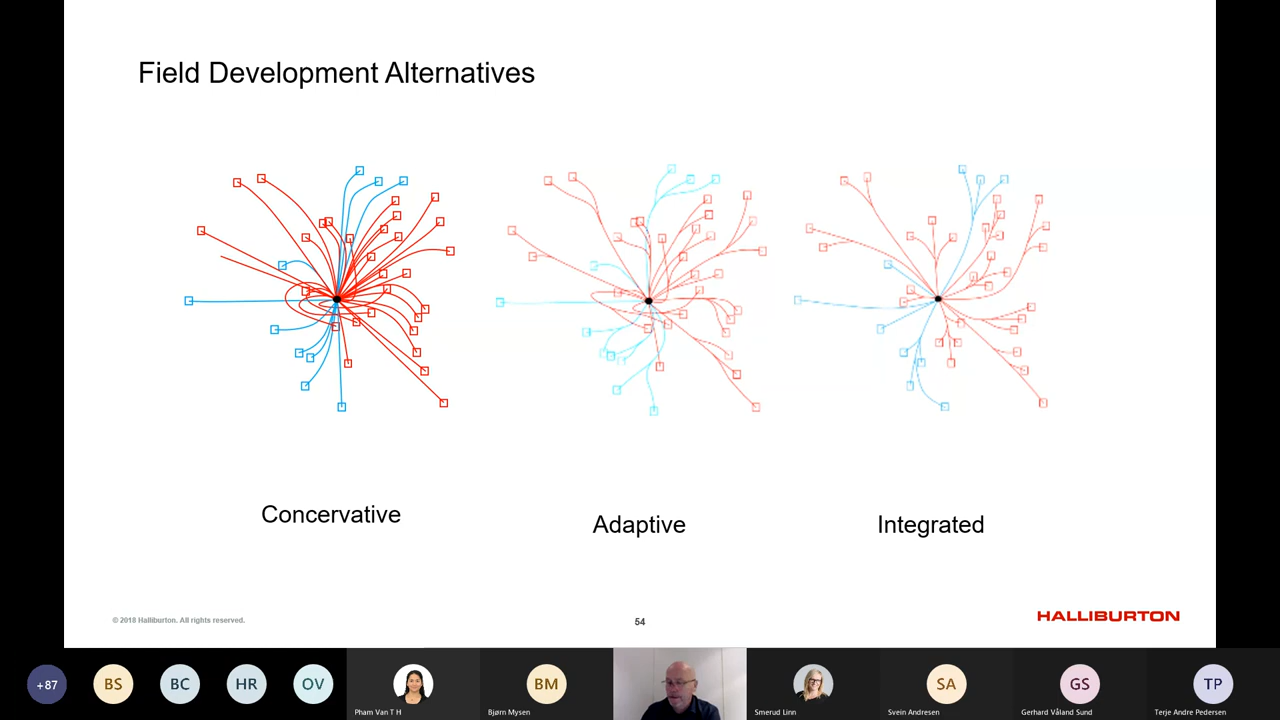 Field Development Alternatives
Concervative
Adaptive
Integrated
© 2018 Halliburton. All rights reserved.
54
HALLIBURTON
+87
BS
BC
HR
OV
BM
SA
GS
TP
Pham Van T H
Bjørn Mysen
Smerud Linn
Svein Andresen
Gerhard Våland Sund
Terje Andre Pedersen